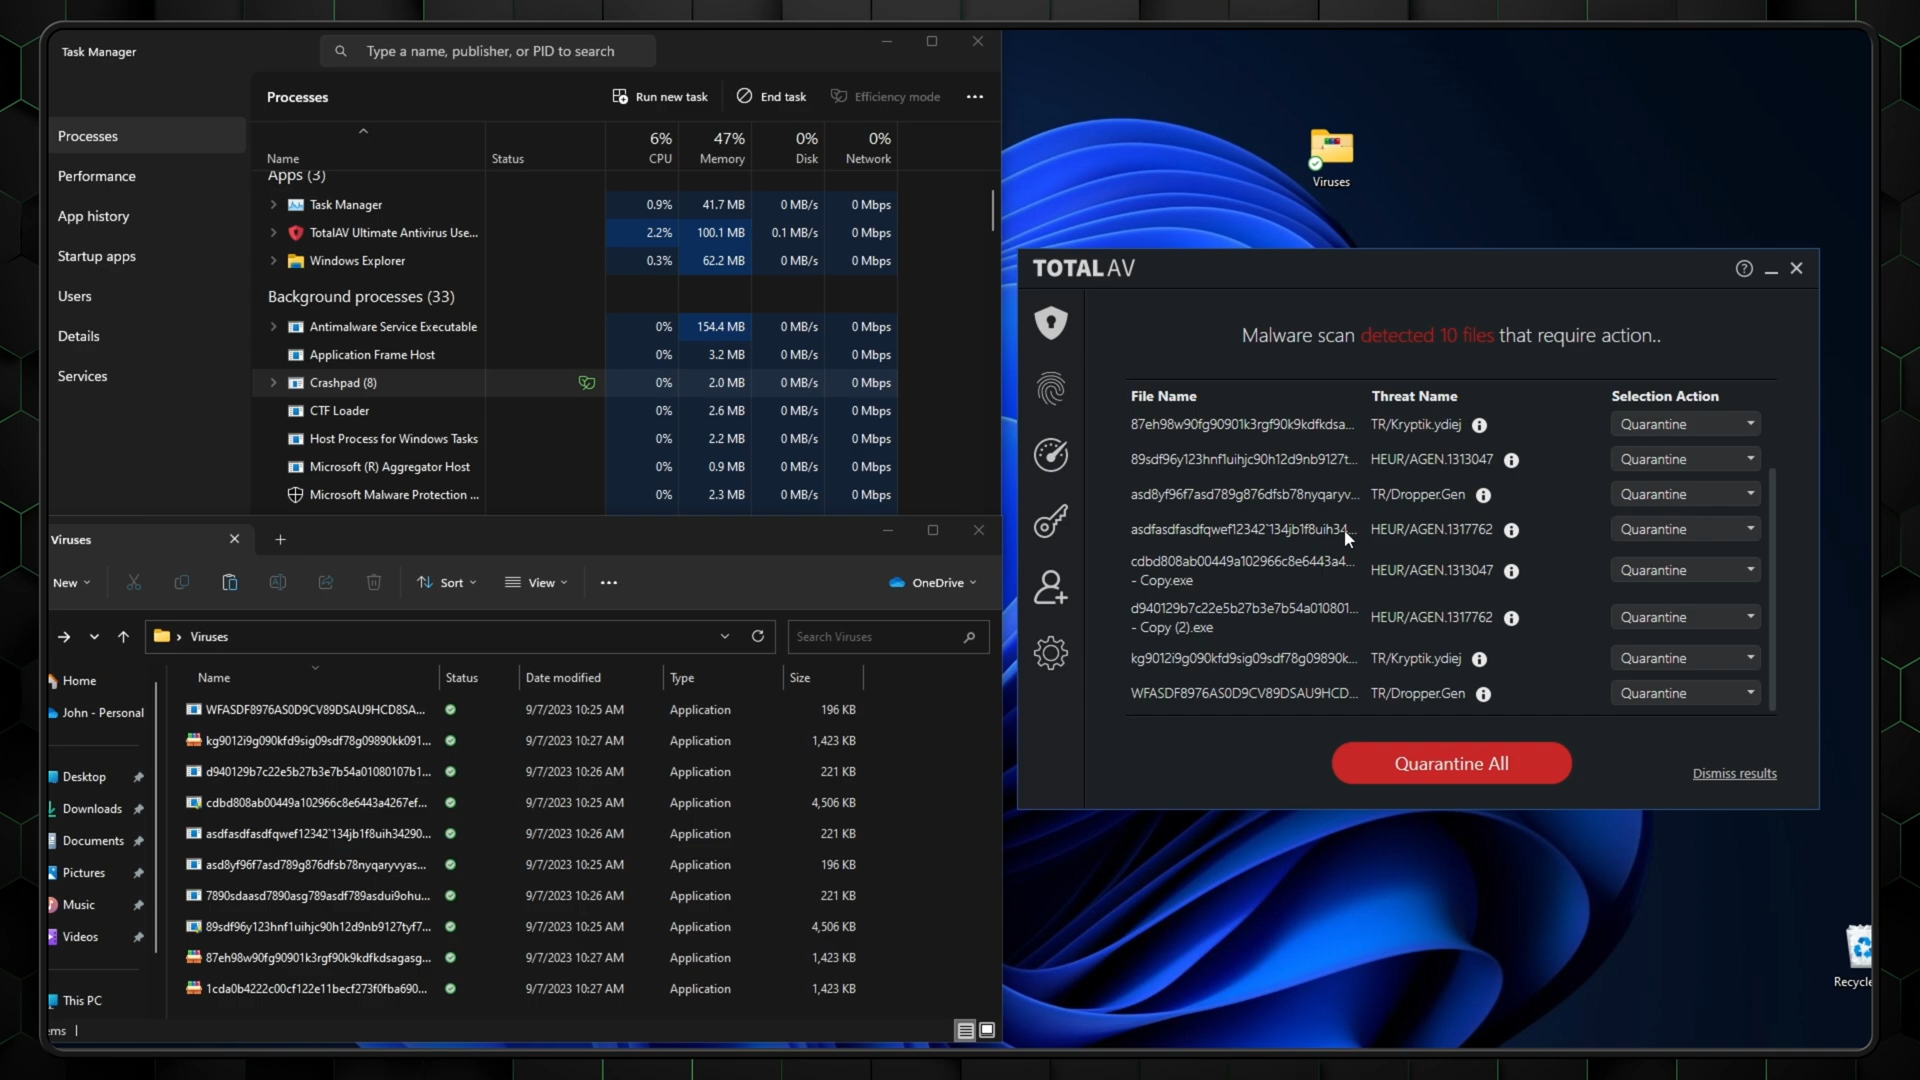 Task Manager
Type a name, publisher, or PID to search
Processes
Run new task
End task
Efficiency mode
Processes
Performance
App history
Startup apps
Users
Details
Services
6% 47% 0% 0%
Name Status CPU Memory Disk Network
Apps (3)
Task Manager 0.9% 41.7 MB 0 MB/s 0 Mbps
TotalAV Ultimate Antivirus Use... 2.2% 100.1 MB 0.1 MB/s 0 Mbps
Windows Explorer 0.3% 62.2 MB 0 MB/s 0 Mbps
Background processes (33)
Antimalware Service Executable 0% 154.4 MB 0 MB/s 0 Mbps
Application Frame Host 0% 3.2 MB 0 MB/s 0 Mbps
Crashpad (8) 0% 2.0 MB 0 MB/s 0 Mbps
CTF Loader 0% 2.6 MB 0 MB/s 0 Mbps
Host Process for Windows Tasks 0% 2.2 MB 0 MB/s 0 Mbps
Microsoft (R) Aggregator Host 0% 0.9 MB 0 MB/s 0 Mbps
Microsoft Malware Protection ... 0% 2.3 MB 0 MB/s 0 Mbps
Viruses
New Sort View OneDrive
Viruses
Search Viruses
Home
John - Personal
Desktop
Downloads
Documents
Pictures
Music
Videos
This PC
ems
Name Status Date modified Type Size
WFASDF8976AS0D9CV89DSAU9HCD8SA... 9/7/2023 10:25 AM Application 196 KB
kg9012i9g090kfd9sig09sdf78g09890kk091... 9/7/2023 10:27 AM Application 1,423 KB
d940129b7c22e5b27b3e7b54a01080107b1... 9/7/2023 10:26 AM Application 221 KB
cdbd808ab00449a102966c8e6443a4267ef... 9/7/2023 10:25 AM Application 4,506 KB
asdfasdfasdfqwef12342`134jb1f8uih34290... 9/7/2023 10:26 AM Application 221 KB
asd8yf96f7asd789g876dfsb78nyqaryvyas... 9/7/2023 10:25 AM Application 196 KB
7890sdaasd7890asg789asdf789asdui9ohu... 9/7/2023 10:26 AM Application 221 KB
89sdf96y123hnf1uihjc90h12d9nb9127tyf7... 9/7/2023 10:25 AM Application 4,506 KB
87eh98w90fg90901k3rgf90k9kdfkdsagasg... 9/7/2023 10:27 AM Application 1,423 KB
1cda0b4222c00cf122e11becf273f0fba690... 9/7/2023 10:27 AM Application 1,423 KB
Viruses
TOTALAV
Malware scan detected 10 files that require action..
File Name Threat Name Selection Action
87eh98w90fg90901k3rgf90k9kdfkdsa... TR/Kryptik.ydiej Quarantine
89sdf96y123hnf1uihjc90h12d9nb9127t... HEUR/AGEN.1313047 Quarantine
asd8yf96f7asd789g876dfsb78nyqaryv... TR/Dropper.Gen Quarantine
asdfasdfasdfqwef12342`134jb1f8uih34... HEUR/AGEN.1317762 Quarantine
cdbd808ab00449a102966c8e6443a4...
- Copy.exe HEUR/AGEN.1313047 Quarantine
d940129b7c22e5b27b3e7b54a010801...
- Copy (2).exe HEUR/AGEN.1317762 Quarantine
kg9012i9g090kfd9sig09sdf78g09890k... TR/Kryptik.ydiej Quarantine
WFASDF8976AS0D9CV89DSAU9HCD... TR/Dropper.Gen Quarantine
Quarantine All
Dismiss results
Recycle